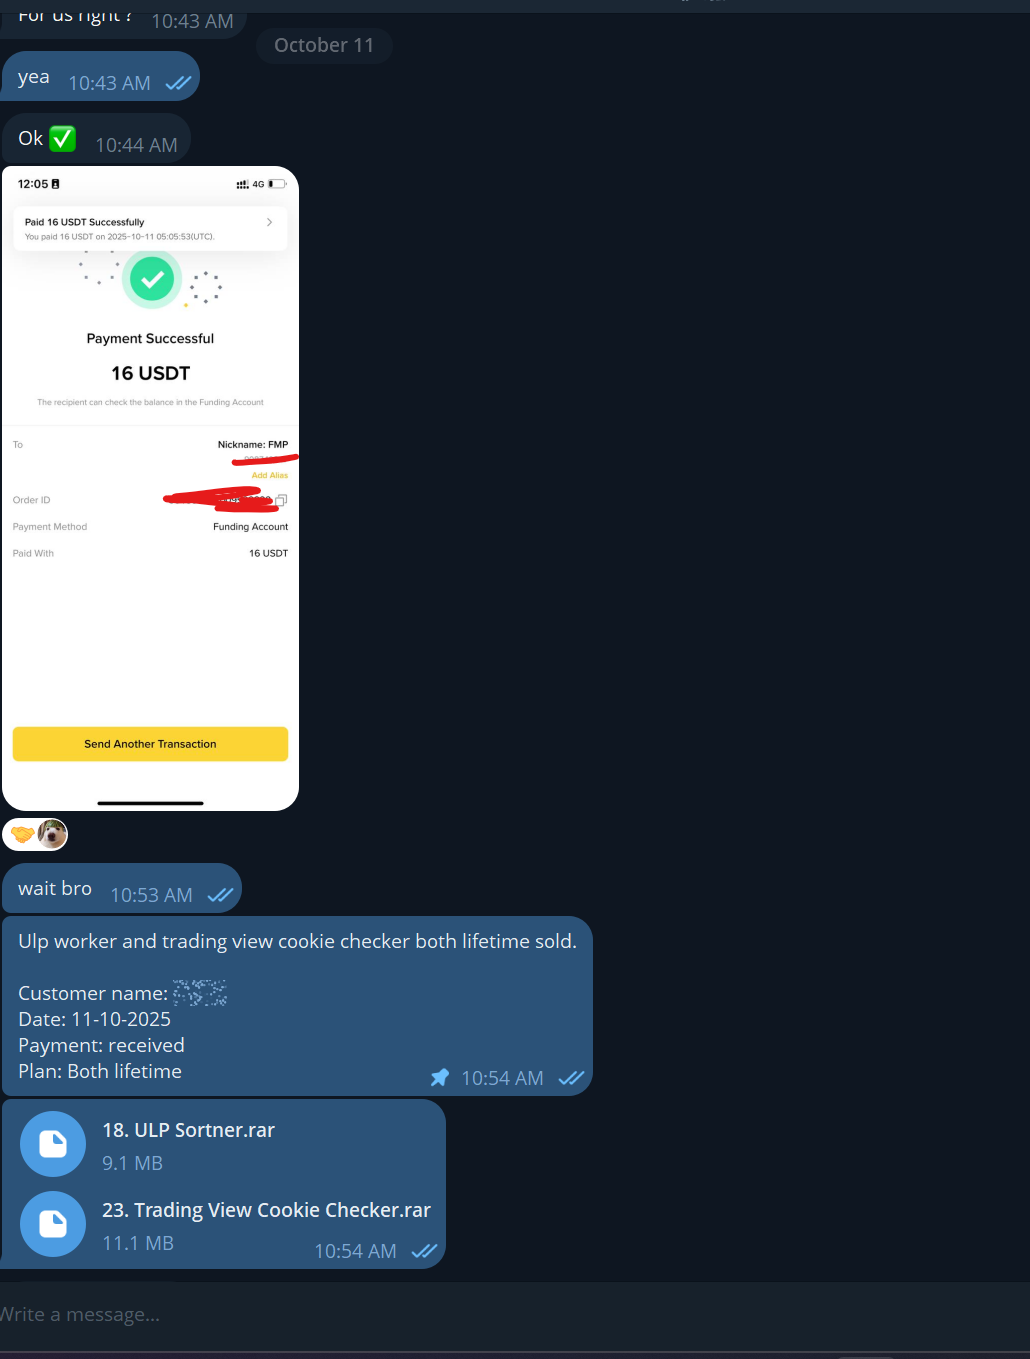 For us right ? 10:43 AM
October 11
yea 10:43 AM
Ok ✅ 10:44 AM
12:05 4G
Paid 16 USDT Successfully
You paid 16 USDT on 2025-10-11 05:05:53(UTC).
Payment Successful
16 USDT
The recipient can check the balance in the Funding Account
To Nickname: FMP
Add Alias
Order ID
Payment Method Funding Account
Paid With 16 USDT
Send Another Transaction
wait bro 10:53 AM
Ulp worker and trading view cookie checker both lifetime sold.
Customer name:
Date: 11-10-2025
Payment: received
Plan: Both lifetime
10:54 AM
18. ULP Sortner.rar
9.1 MB
23. Trading View Cookie Checker.rar
11.1 MB 10:54 AM
Write a message...